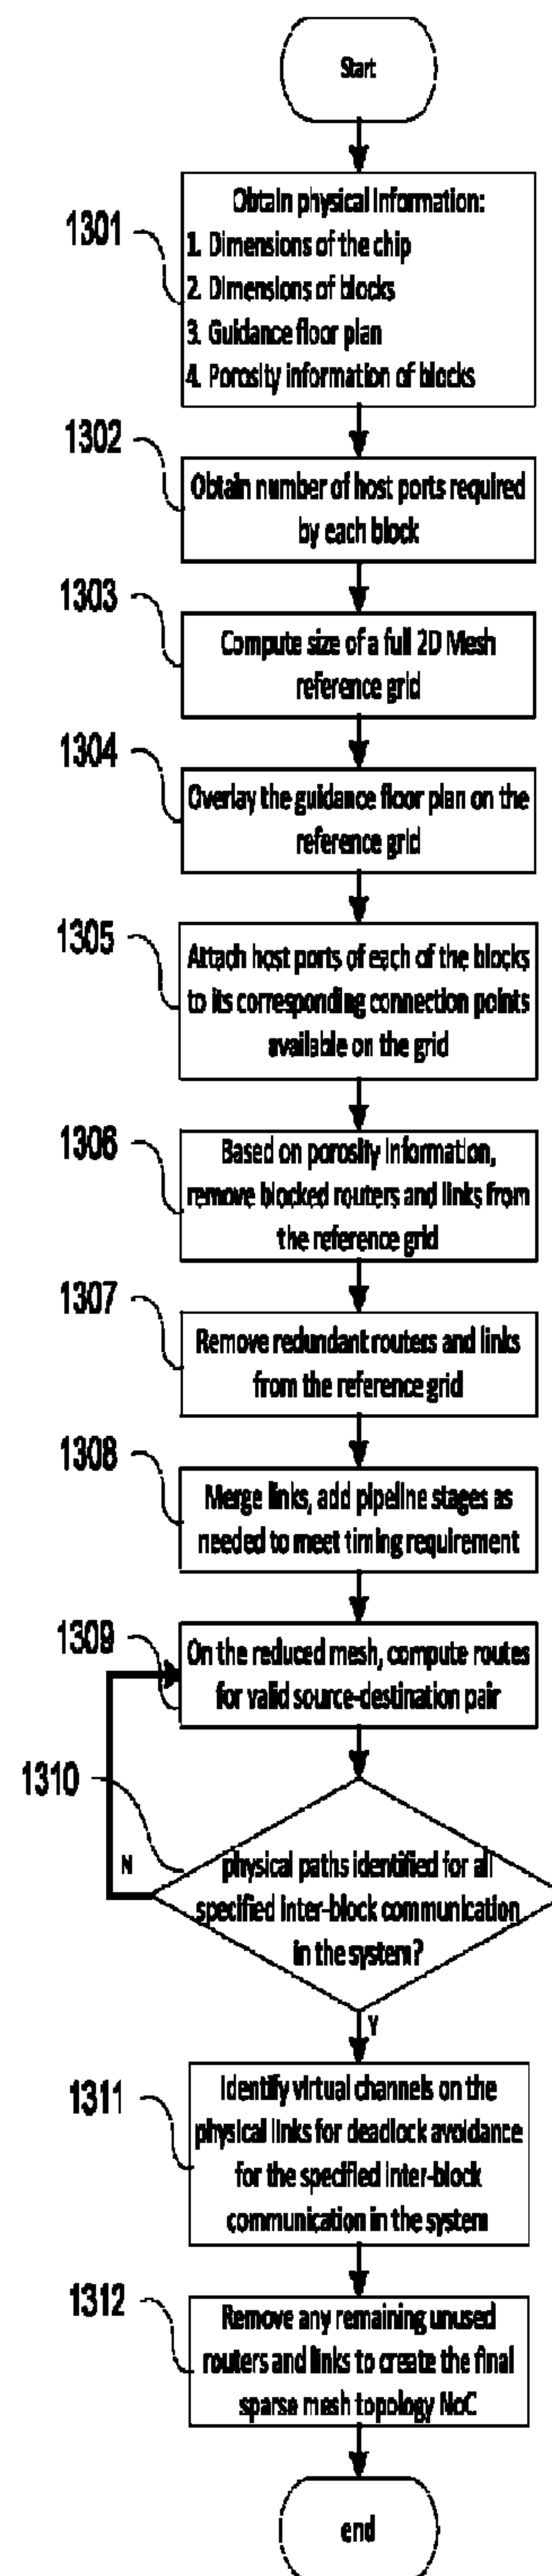 Start
1301
Obtain physical information:
1. Dimensions of the chip
2. Dimensions of blocks
3. Guidance floor plan
4. Porosity information of blocks
1302
Obtain number of host ports required
by each block
1303
Compute size of a full 2D Mesh
reference grid
1304
Overlay the guidance floor plan on the
reference grid
1305
Attach host ports of each of the blocks
to its corresponding connection points
available on the grid
1306
Based on porosity information,
remove blocked routers and links from
the reference grid
1307
Remove redundant routers and links
from the reference grid
1308
Merge links, add pipeline stages as
needed to meet timing requirement
1309
On the reduced mesh, compute routes
for valid source-destination pair
1310
N
physical paths identified for all
specified inter-block communication
in the system?
Y
1311
Identify virtual channels on the
physical links for deadlock avoidance
for the specified inter-block
communication in the system
1312
Remove any remaining unused
routers and links to create the final
sparse mesh topology NoC
end